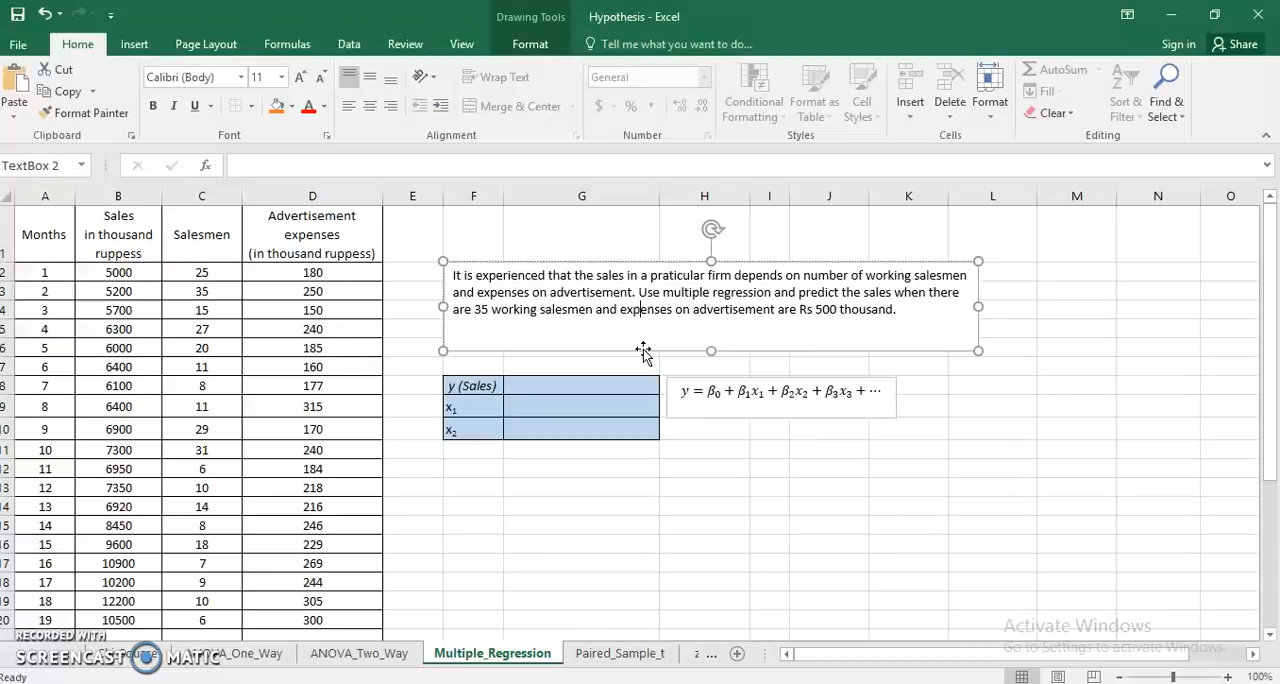 Drawing Tools Hypothesis - Excel
File Home Insert Page Layout Formulas Data Review View Format Tell me what you want to do... Sign in Share
Paste Cut Copy Format Painter
Calibri (Body) 11 B I U A A A
Wrap Text Merge & Center
General $ % ,
Conditional Formatting Format as Table Cell Styles
Insert Delete Format
AutoSum Fill Clear Sort & Filter Find & Select
Clipboard Font Alignment Number Styles Cells Editing
TextBox 2 fx
A B C D E F G H I J K L M N O
Months Sales in thousand ruppess Salesmen Advertisement expenses (in thousand ruppess)
1 5000 25 180
2 5200 35 250
3 5700 15 150
4 6300 27 240
5 6000 20 185
6 6400 11 160
7 6100 8 177
8 6400 11 315
9 6900 29 170
10 7300 31 240
11 6950 6 184
12 7350 10 218
13 6920 14 216
14 8450 8 246
15 9600 18 229
16 10900 7 269
17 10200 9 244
18 12200 10 305
19 10500 6 300
It is experienced that the sales in a praticular firm depends on number of working salesmen
and expenses on advertisement. Use multiple regression and predict the sales when there
are 35 working salesmen and expenses on advertisement are Rs 500 thousand.
y (Sales)
x₁
x₂
y = β₀ + β₁x₁ + β₂x₂ + β₃x₃ + ⋯
Activate Windows
Go to Settings to activate Windows.
RECORDED WITH
SCREENCAST MATIC
ANOVA_Two_Way Multiple_Regression Paired_Sample_t z ...
100%